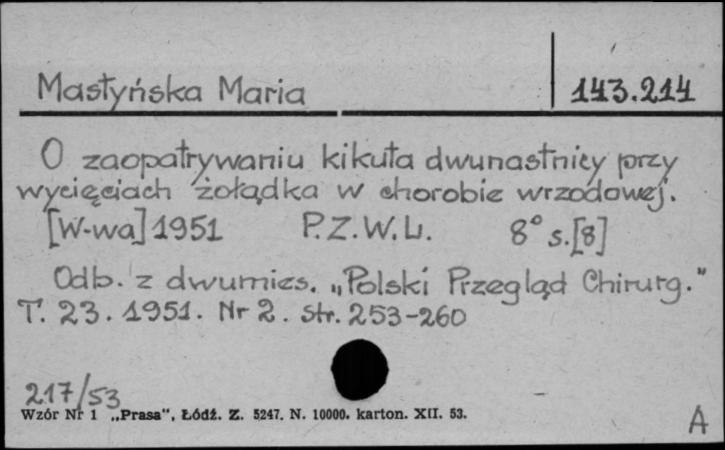 Mastyńska Maria 143.214
O zaopatrywaniu kikuta dwunastnicy przy
wycięciach żołądka w chorobie wrzodowej.
[W-wa] 1951 P.Z.W.L. 8° s.[8]
Odb. z dwumies. „Polski Przegląd Chirurg."
T. 23. 1951. Nr 2. str. 253-260
217/53
Wzór Nr 1 „Prasa", Łódź. Z. 5247. N. 10000. karton. XII. 53.
A